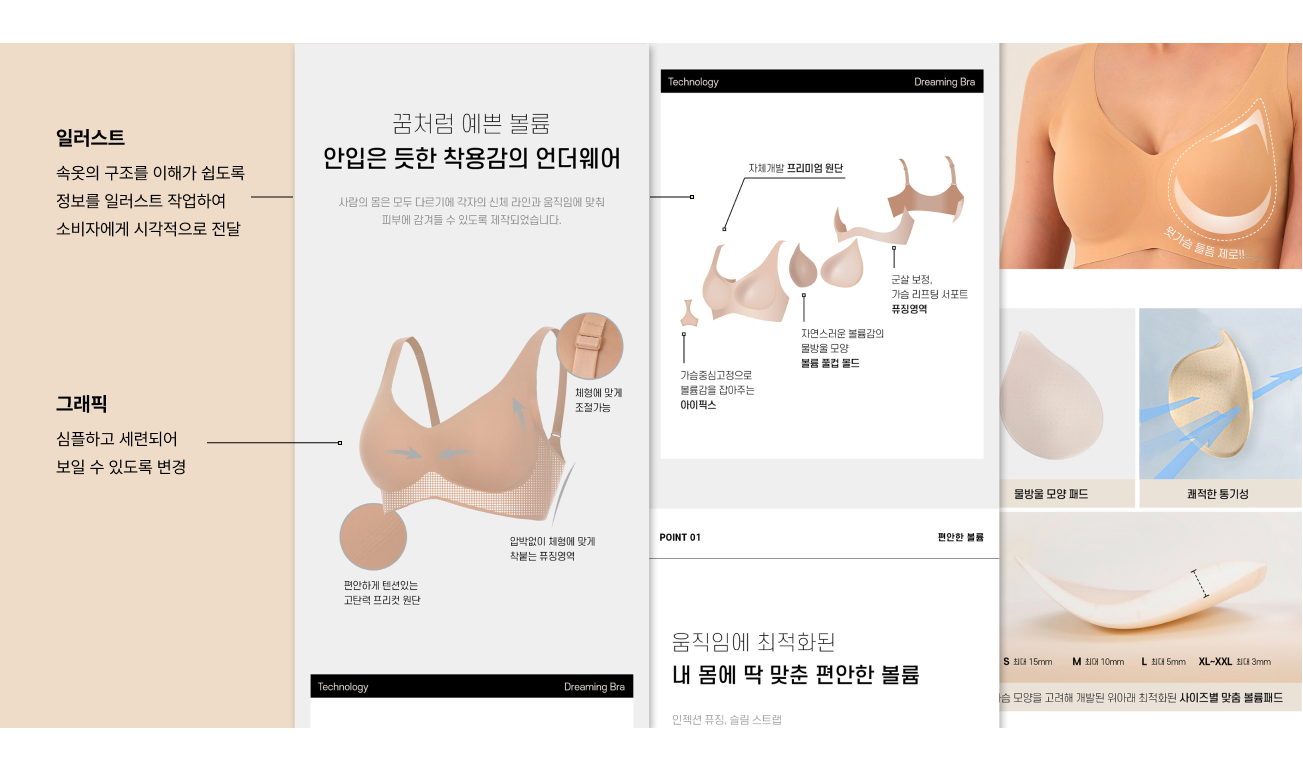 일러스트
속옷의 구조를 이해가 쉽도록
정보를 일러스트 작업하여
소비자에게 시각적으로 전달
그래픽
심플하고 세련되어
보일 수 있도록 변경
꿈처럼 예쁜 볼륨
안입은 듯한 착용감의 언더웨어
사람의 몸은 모두 다르기에 각자의 신체 라인과 움직임에 맞춰
피부에 감겨들 수 있도록 제작되었습니다.
체형에 맞게
조절가능
압박없이 체형에 맞게
착붙는 퓨징영역
편안하게 텐션있는
고탄력 프리컷 원단
Technology
Dreaming Bra
Technology
Dreaming Bra
자체개발 프리미엄 원단
군살 보정,
가슴 리프팅 서포트
퓨징영역
자연스러운 볼륨감의
물방울 모양
볼륨 풀컵 몰드
가슴중심고정으로
볼륨감을 잡아주는
아이픽스
POINT 01
편안한 볼륨
움직임에 최적화된
내 몸에 딱 맞춘 편안한 볼륨
인젝션 퓨징, 슬림 스트랩
윗가슴 들뜸 제로!!
물방울 모양 패드
쾌적한 통기성
S 최대 15mm
M 최대 10mm
L 최대 5mm
XL~XXL 최대 3mm
모양을 고려해 개발된 위아래 최적화된 사이즈별 맞춤 볼륨패드